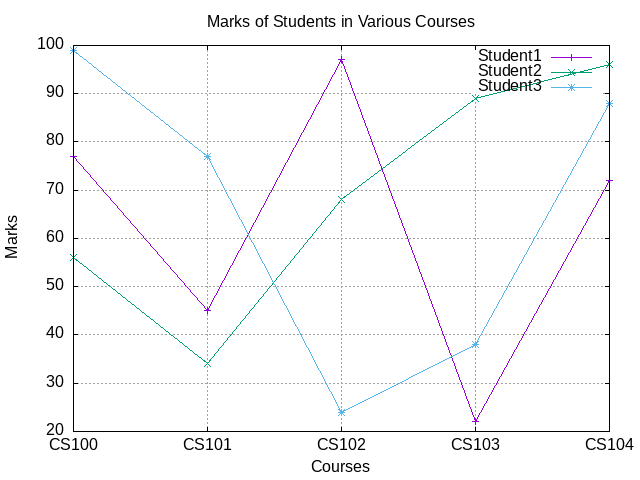 Marks of Students in Various Courses
100
90
80
70
60
50
40
30
20
Marks
Student1
Student2
Student3
CS100 CS101 CS102 CS103 CS104
Courses